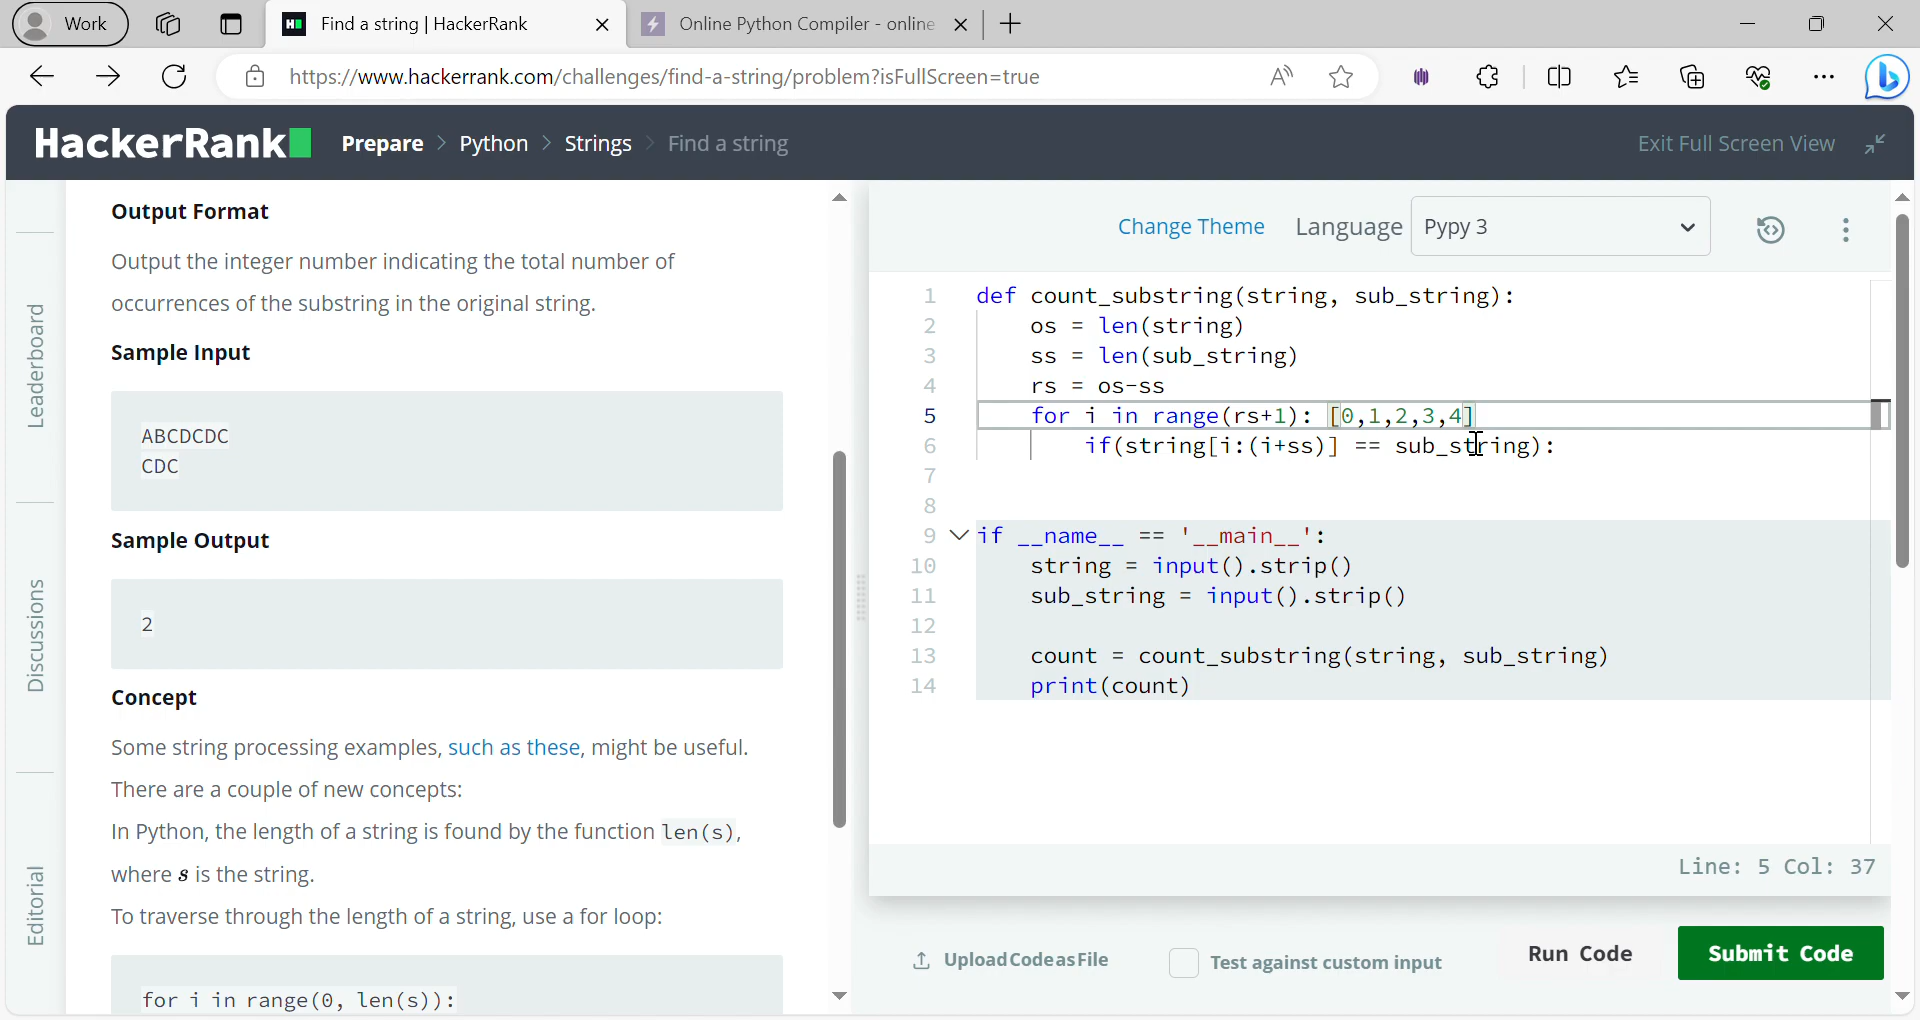 Work
Find a string | HackerRank
Online Python Compiler - online
https://www.hackerrank.com/challenges/find-a-string/problem?isFullScreen=true
HackerRank
Prepare > Python > Strings > Find a string
Exit Full Screen View
Leaderboard
Discussions
Editorial
Output Format
Output the integer number indicating the total number of
occurrences of the substring in the original string.
Sample Input
ABCDCDC
CDC
Sample Output
2
Concept
Some string processing examples, such as these, might be useful.
There are a couple of new concepts:
In Python, the length of a string is found by the function len(s),
where s is the string.
To traverse through the length of a string, use a for loop:
for i in range(0, len(s)):
Change Theme
Language
Pypy 3
1 def count_substring(string, sub_string):
2 os = len(string)
3 ss = len(sub_string)
4 rs = os-ss
5 for i in range(rs+1): [0,1,2,3,4]
6 if(string[i:(i+ss)] == sub_string):
7
8
9 if __name__ == '__main__':
10 string = input().strip()
11 sub_string = input().strip()
12
13 count = count_substring(string, sub_string)
14 print(count)
Line: 5 Col: 37
Upload Code as File
Test against custom input
Run Code
Submit Code